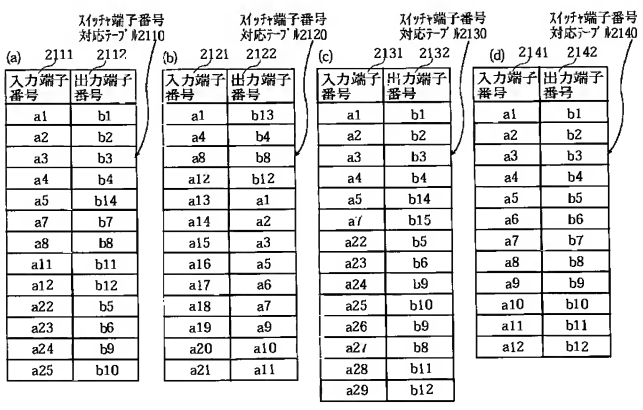 スイッチャ端子番号
対応テーブル2110
(a) 2111 2112
入力端子番号 出力端子番号
a1 b1
a2 b2
a3 b3
a4 b4
a5 b14
a7 b7
a8 b8
a11 b11
a12 b12
a22 b5
a23 b6
a24 b9
a25 b10
スイッチャ端子番号
対応テーブル2120
(b) 2121 2122
入力端子番号 出力端子番号
a1 b13
a4 b4
a8 b8
a12 b12
a13 a1
a14 a2
a15 a3
a16 a5
a17 a6
a18 a7
a19 a9
a20 a10
a21 a11
スイッチャ端子番号
対応テーブル2130
(c) 2131 2132
入力端子番号 出力端子番号
a1 b1
a2 b2
a3 b3
a4 b4
a5 b14
a7 b15
a22 b5
a23 b6
a24 b9
a25 b10
a26 b9
a27 b8
a28 b11
a29 b12
スイッチャ端子番号
対応テーブル2140
(d) 2141 2142
入力端子番号 出力端子番号
a1 b1
a2 b2
a3 b3
a4 b4
a5 b5
a6 b6
a7 b7
a8 b8
a9 b9
a10 b10
a11 b11
a12 b12